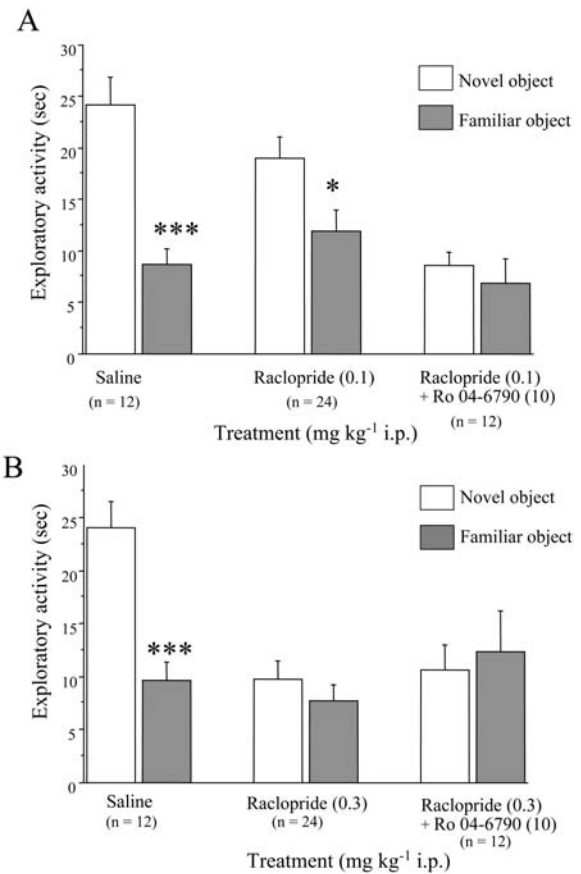 A
30
25
20
15
10
5
0
Exploratory activity (sec)
Novel object
Familiar object
***
*
Saline
(n = 12)
Raclopride (0.1)
(n = 24)
Raclopride (0.1)
+ Ro 04-6790 (10)
(n = 12)
Treatment (mg kg-1 i.p.)
B
30
25
20
15
10
5
0
Exploratory activity (sec)
Novel object
Familiar object
***
Saline
(n = 12)
Raclopride (0.3)
(n = 24)
Raclopride (0.3)
+ Ro 04-6790 (10)
(n = 12)
Treatment (mg kg-1 i.p.)